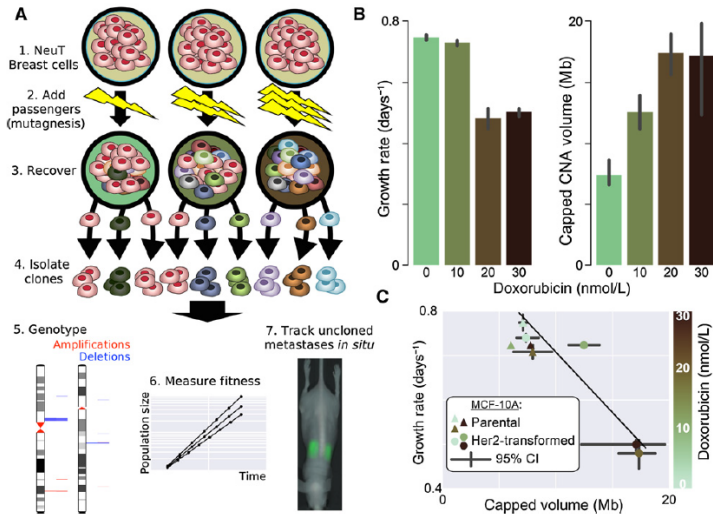 A
1. NeuT
Breast cells
2. Add
passengers
(mutagnesis)
3. Recover
4. Isolate
clones
5. Genotype
Amplifications
Deletions
6. Measure fitness
Population size
Time
7. Track uncloned
metastases in situ
B
Growth rate (days⁻¹)
0.8
0
0 10 20 30
Capped CNA volume (Mb)
20
0
0 10 20 30
Doxorubicin (nmol/L)
C
Growth rate (days⁻¹)
0.8
0.4
MCF-10A:
Parental
Her2-transformed
95% CI
0 10 20
Capped volume (Mb)
30
20
10
0
Doxorubicin (nmol/L)